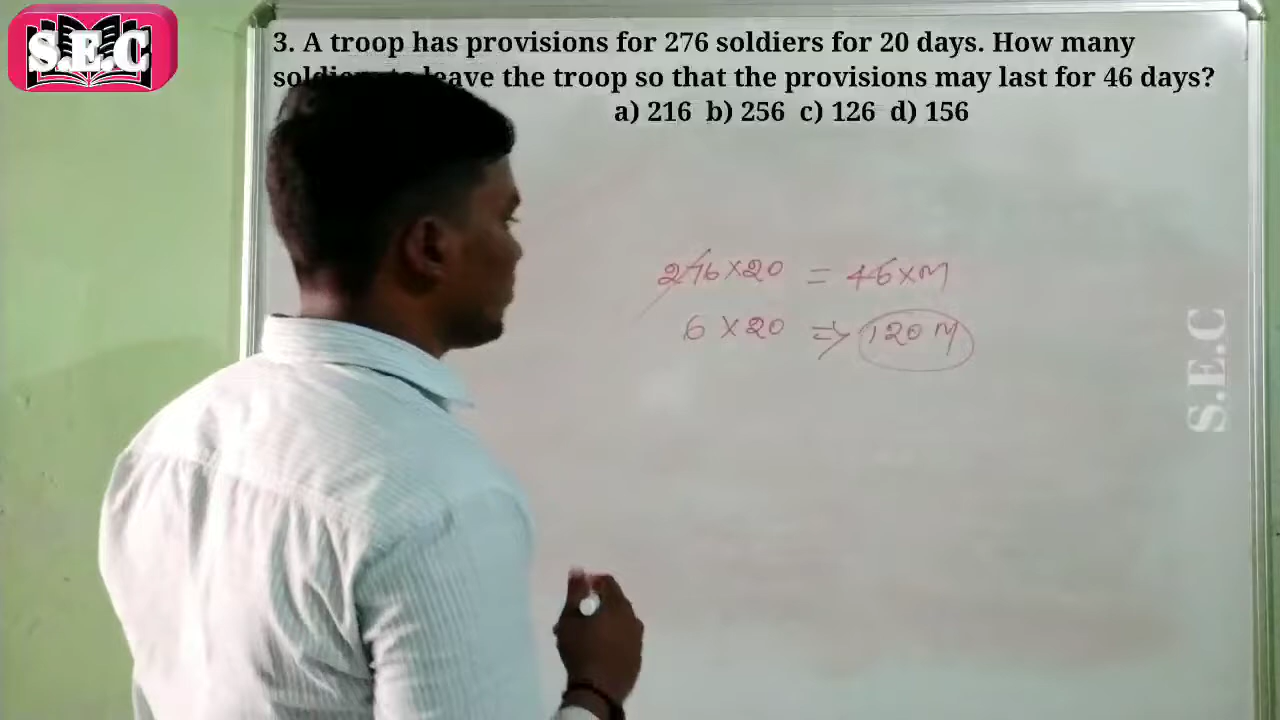 S.E.C
3. A troop has provisions for 276 soldiers for 20 days. How many
leave the troop so that the provisions may last for 46 days?
a) 216 b) 256 c) 126 d) 156
276×20 = 46×M
6×20 ⇒ 120 M
S.E.C